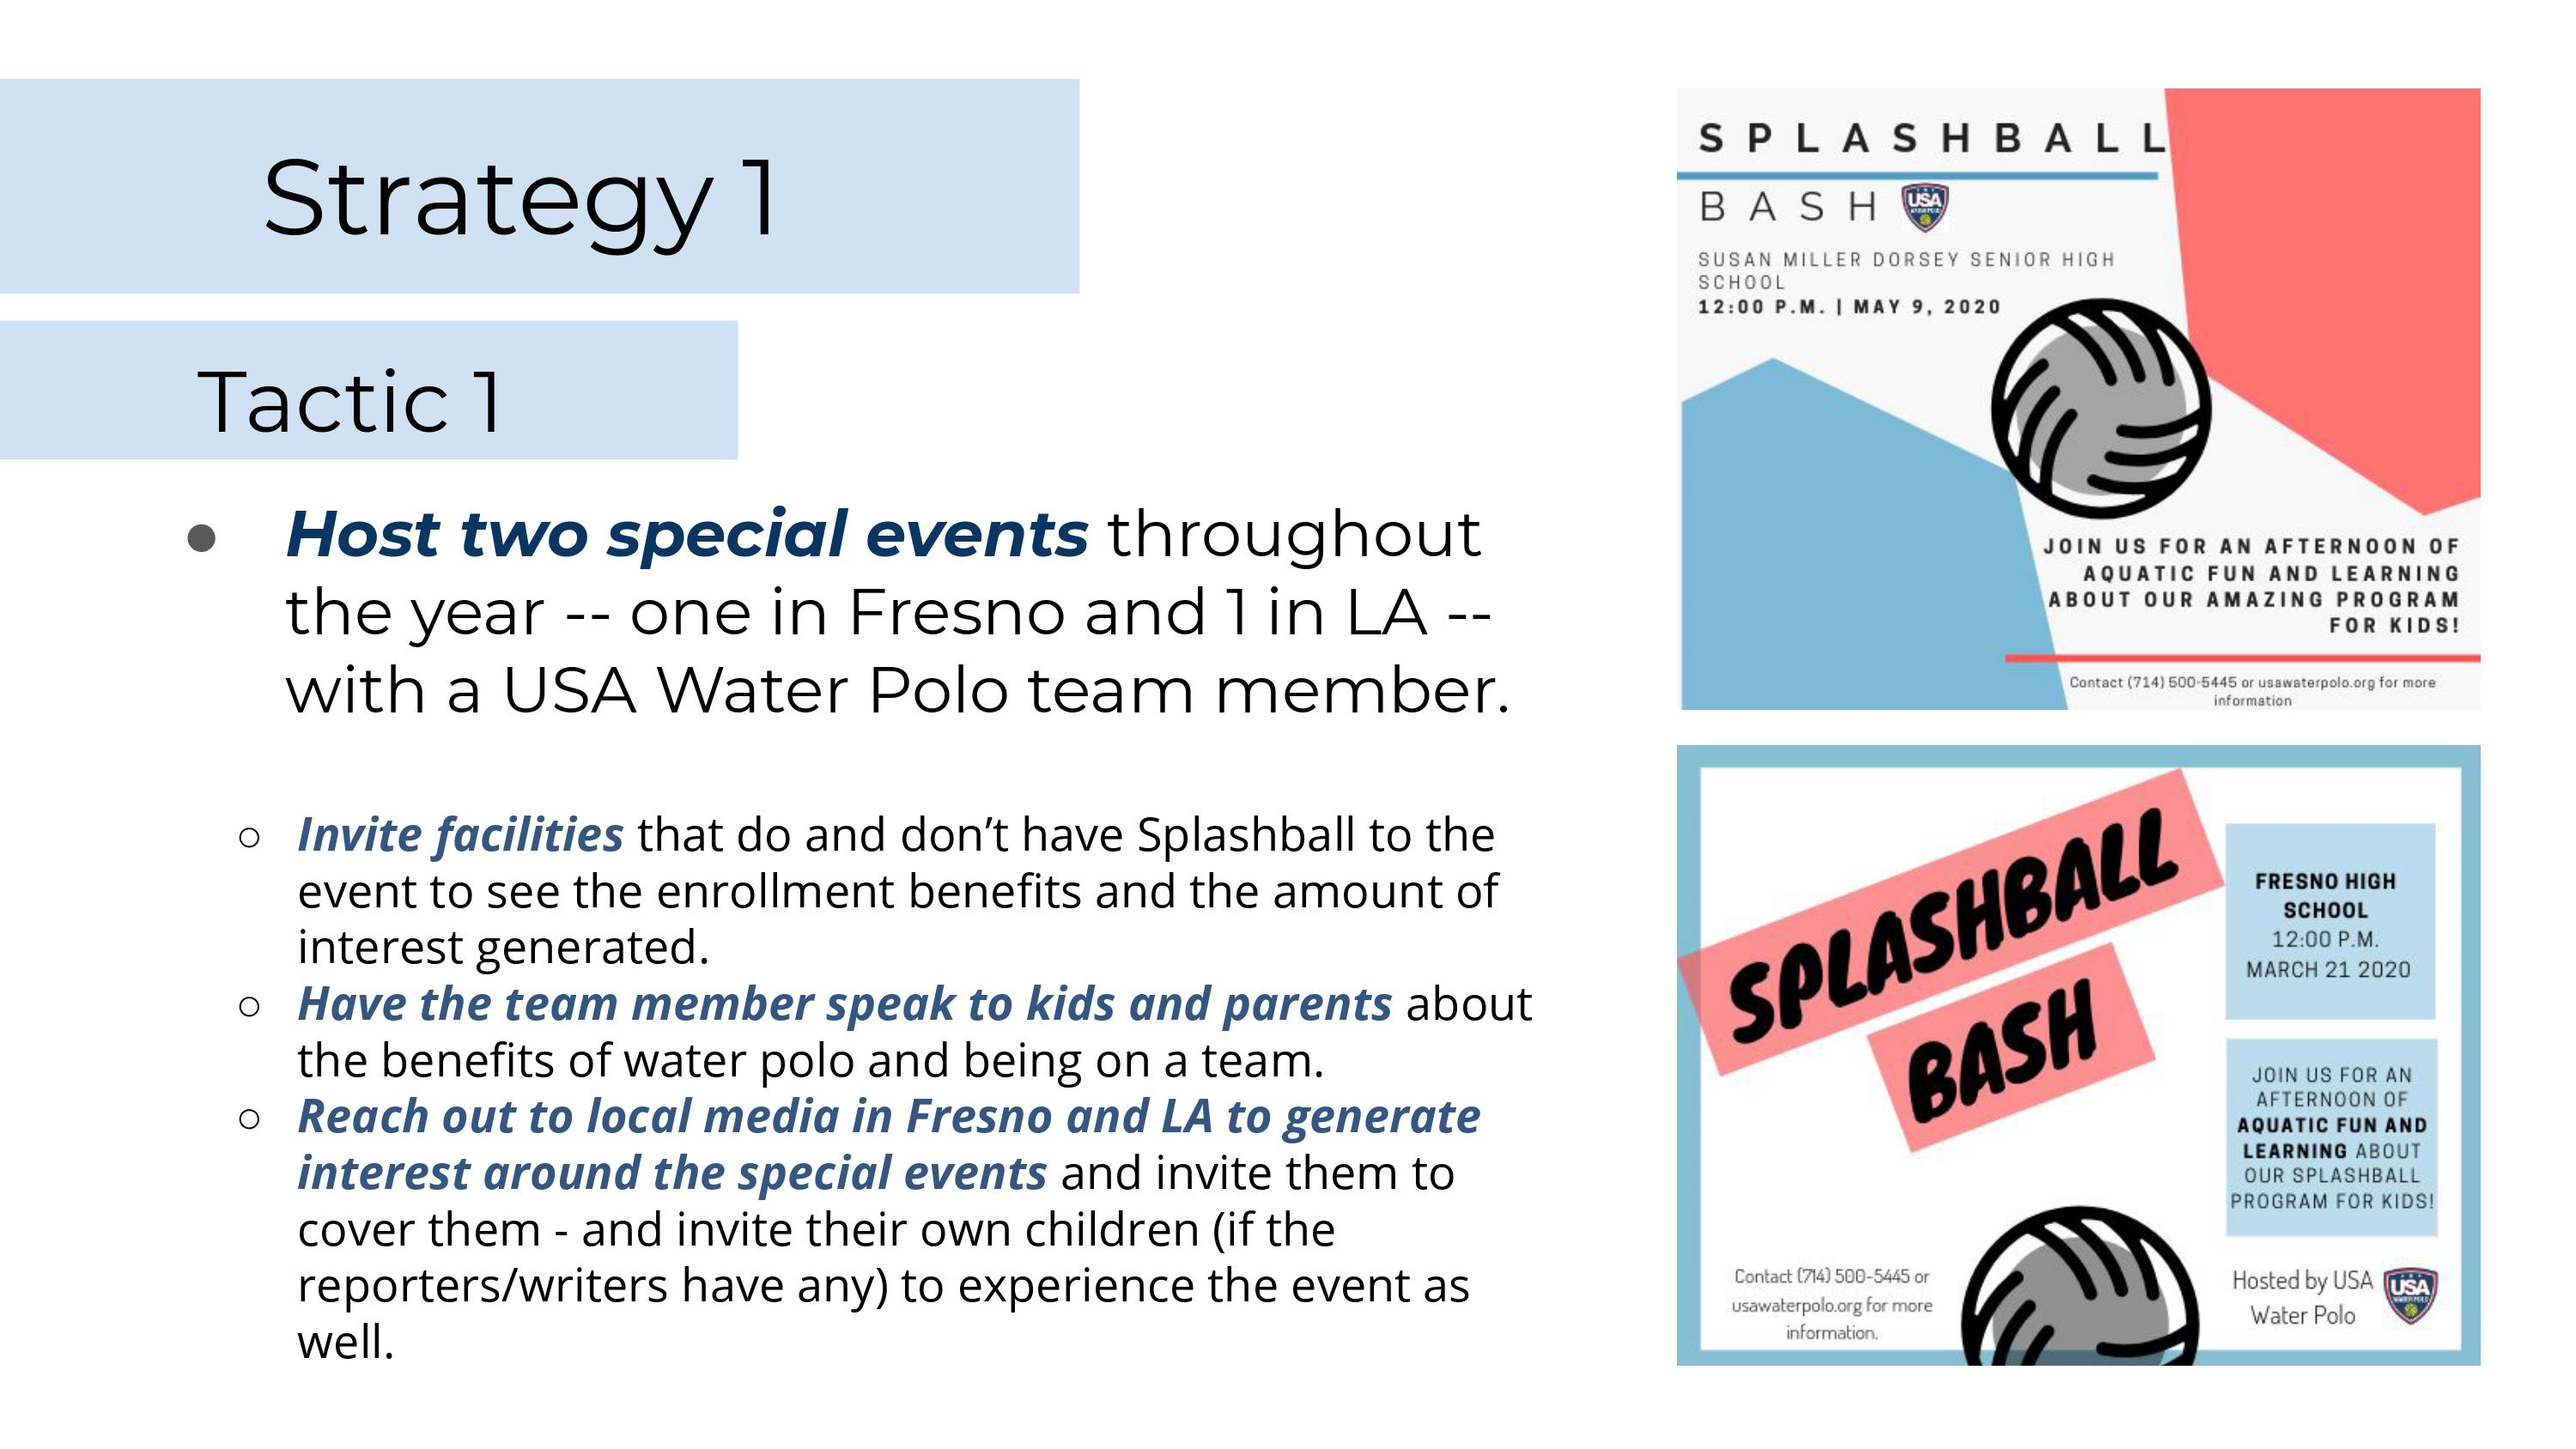 Strategy 1
Tactic 1
● Host two special events throughout
the year -- one in Fresno and 1 in LA --
with a USA Water Polo team member.
○ Invite facilities that do and don’t have Splashball to the
event to see the enrollment benefits and the amount of
interest generated.
○ Have the team member speak to kids and parents about
the benefits of water polo and being on a team.
○ Reach out to local media in Fresno and LA to generate
interest around the special events and invite them to
cover them - and invite their own children (if the
reporters/writers have any) to experience the event as
well.
SPLASHBALL
BASH
USA
SUSAN MILLER DORSEY SENIOR HIGH
SCHOOL
12:00 P.M. | MAY 9, 2020
JOIN US FOR AN AFTERNOON OF
AQUATIC FUN AND LEARNING
ABOUT OUR AMAZING PROGRAM
FOR KIDS!
Contact (714) 500-5445 or usawaterpolo.org for more
information
SPLASHBALL
BASH
FRESNO HIGH
SCHOOL
12:00 P.M.
MARCH 21 2020
JOIN US FOR AN
AFTERNOON OF
AQUATIC FUN AND
LEARNING ABOUT
OUR SPLASHBALL
PROGRAM FOR KIDS!
Contact (714) 500-5445 or
usawaterpolo.org for more
information.
Hosted by USA
Water Polo
USA